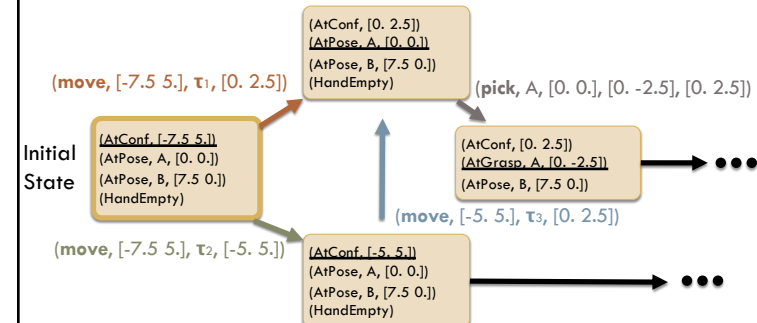 (AtConf, [0. 2.5])
(AtPose, A, [0. 0.])
(AtPose, B, [7.5 0.])
(HandEmpty)
(move, [-7.5 5.], τ1, [0. 2.5])
(pick, A, [0. 0.], [0. -2.5], [0. 2.5])
Initial
State
(AtConf, [-7.5 5.])
(AtPose, A, [0. 0.])
(AtPose, B, [7.5 0.])
(HandEmpty)
(AtConf, [0. 2.5])
(AtGrasp, A, [0. -2.5])
(AtPose, B, [7.5 0.])
(move, [-5. 5.], τ3, [0. 2.5])
(move, [-7.5 5.], τ2, [-5. 5.])
(AtConf, [-5. 5.])
(AtPose, A, [0. 0.])
(AtPose, B, [7.5 0.])
(HandEmpty)